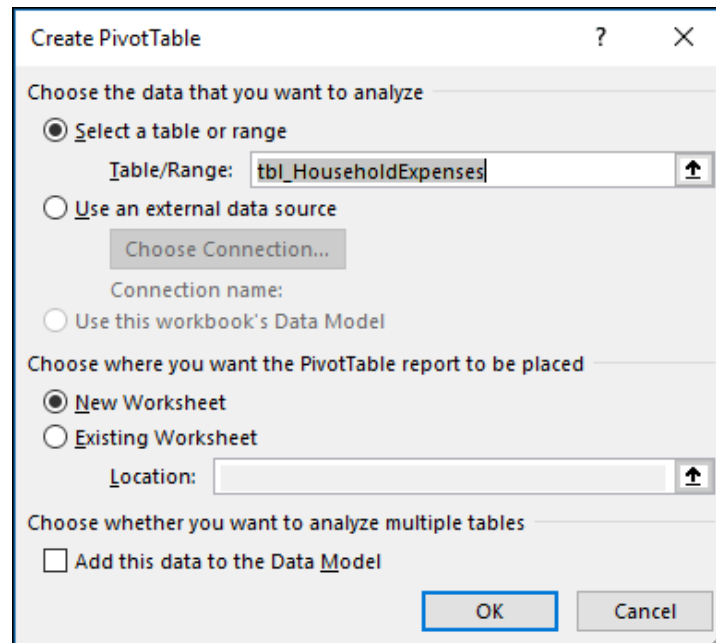 Create PivotTable ?
Choose the data that you want to analyze
Select a table or range
Table/Range: tbl_HouseholdExpenses
Use an external data source
Choose Connection...
Connection name:
Use this workbook's Data Model
Choose where you want the PivotTable report to be placed
New Worksheet
Existing Worksheet
Location:
Choose whether you want to analyze multiple tables
Add this data to the Data Model
OK Cancel